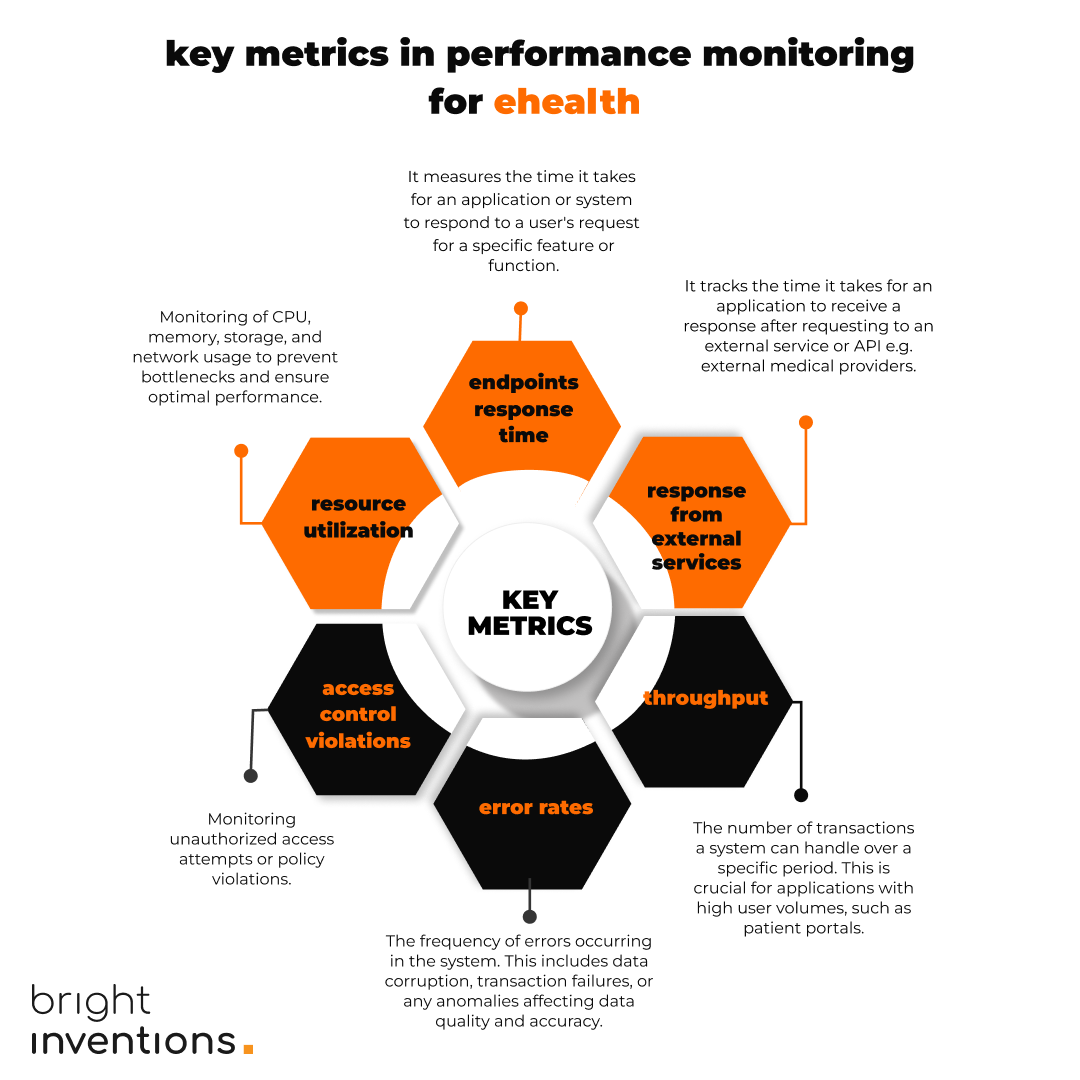 key metrics in performance monitoring
for ehealth
It measures the time it takes
for an application or system
to respond to a user's request
for a specific feature or
function.
It tracks the time it takes for an
application to receive a
response after requesting to an
external service or API e.g.
external medical providers.
Monitoring of CPU,
memory, storage, and
network usage to prevent
bottlenecks and ensure
optimal performance.
endpoints
response
time
resource
utilization
response
from
external
services
KEY
METRICS
access
control
violations
throughput
error rates
Monitoring
unauthorized access
attempts or policy
violations.
The number of transactions
a system can handle over a
specific period. This is
crucial for applications with
high user volumes, such as
patient portals.
The frequency of errors occurring
in the system. This includes data
corruption, transaction failures, or
any anomalies affecting data
quality and accuracy.
bright
inventions.